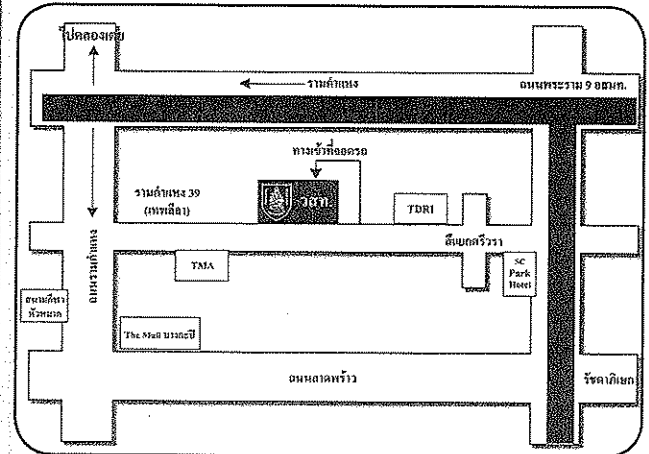 ไปคลองเตย
รามคำแหง
ถนนพระราม 9 อสมท.
ทางเข้าที่จอดรถ
รามคำแหง 39
(เทพลีลา)
วสท.
TDRI
สี่แยกศรีวรา
TMA
SC
Park
Hotel
ถนนรามคำแหง
สนามกีฬา
หัวหมาก
The Mall บางกะปิ
ถนนลาดพร้าว
รัชดาภิเษก